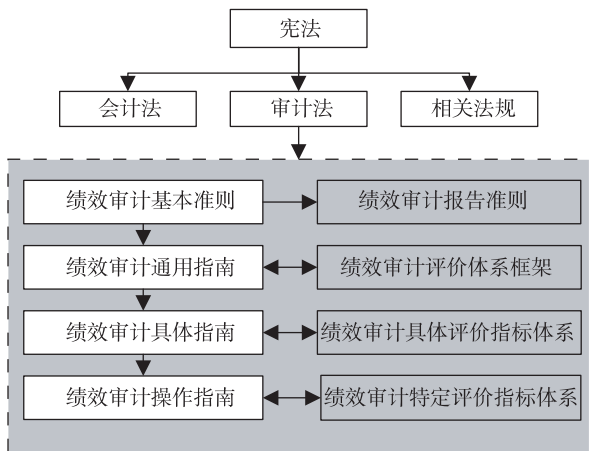 宪法
会计法
审计法
相关法规
绩效审计基本准则
绩效审计报告准则
绩效审计通用指南
绩效审计评价体系框架
绩效审计具体指南
绩效审计具体评价指标体系
绩效审计操作指南
绩效审计特定评价指标体系